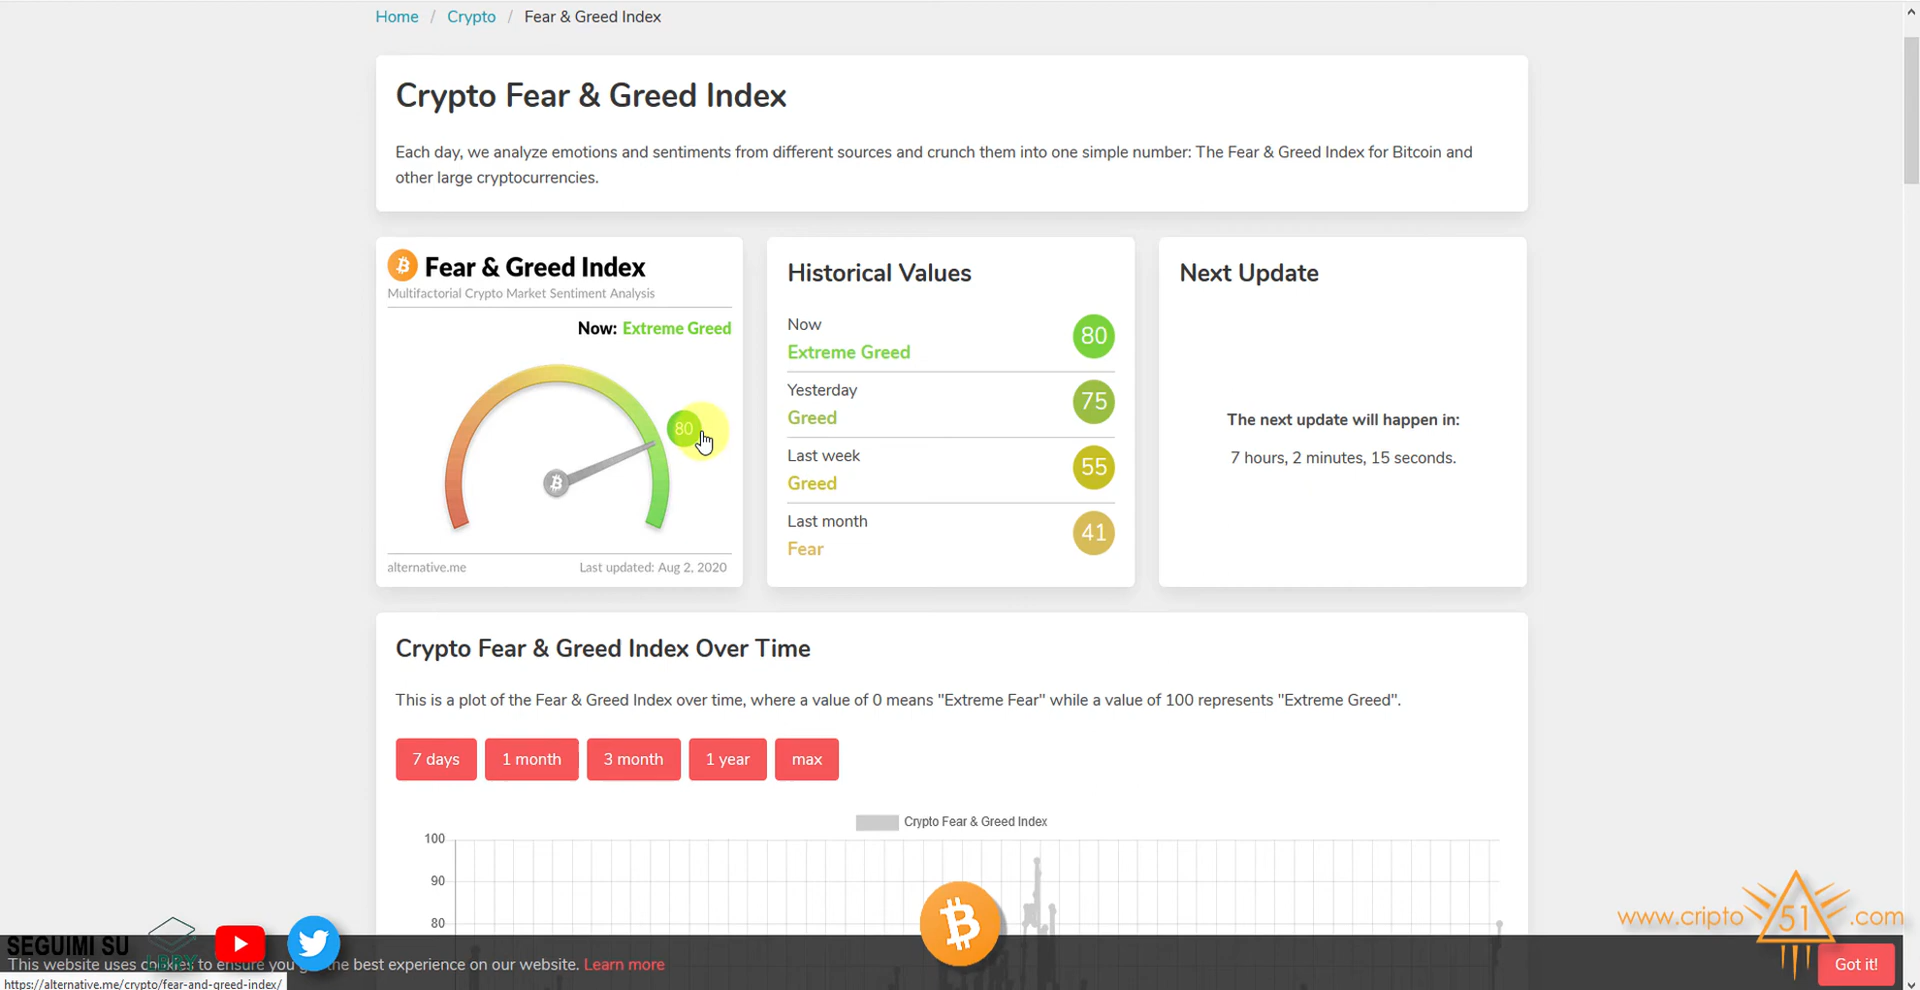 Home / Crypto / Fear & Greed Index
Crypto Fear & Greed Index
Each day, we analyze emotions and sentiments from different sources and crunch them into one simple number: The Fear & Greed Index for Bitcoin and
other large cryptocurrencies.
Fear & Greed Index
Multifactorial Crypto Market Sentiment Analysis
Now: Extreme Greed
80
alternative.me
Last updated: Aug 2, 2020
Historical Values
Now
Extreme Greed
80
Yesterday
Greed
75
Last week
Greed
55
Last month
Fear
41
Next Update
The next update will happen in:
7 hours, 2 minutes, 15 seconds.
Crypto Fear & Greed Index Over Time
This is a plot of the Fear & Greed Index over time, where a value of 0 means "Extreme Fear" while a value of 100 represents "Extreme Greed".
7 days
1 month
3 month
1 year
max
Crypto Fear & Greed Index
100
90
80
SEGUIMI SU
LBRY
www.cripto 51 .com
This website uses cookies to ensure you get the best experience on our website. Learn more
Got it!
https://alternative.me/crypto/fear-and-greed-index/